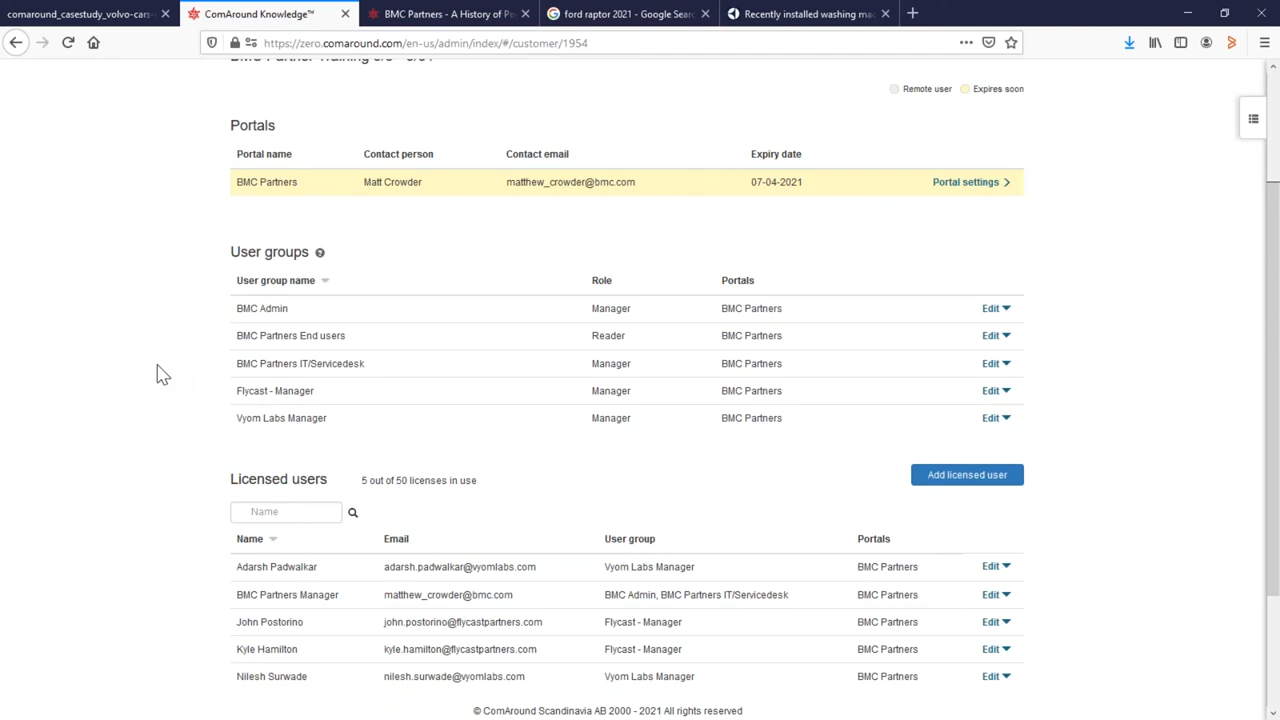 comaround_casestudy_volvo-cars-
ComAround Knowledge™
BMC Partners - A History of Pe
ford raptor 2021 - Google Searc
Recently installed washing mac
https://zero.comaround.com/en-us/admin/index/#/customer/1954
Remote user Expires soon
Portals
Portal name Contact person Contact email Expiry date
BMC Partners Matt Crowder matthew_crowder@bmc.com 07-04-2021 Portal settings
User groups ?
User group name Role Portals
BMC Admin Manager BMC Partners Edit
BMC Partners End users Reader BMC Partners Edit
BMC Partners IT/Servicedesk Manager BMC Partners Edit
Flycast - Manager Manager BMC Partners Edit
Vyom Labs Manager Manager BMC Partners Edit
Licensed users 5 out of 50 licenses in use Add licensed user
Name
Name Email User group Portals
Adarsh Padwalkar adarsh.padwalkar@vyomlabs.com Vyom Labs Manager BMC Partners Edit
BMC Partners Manager matthew_crowder@bmc.com BMC Admin, BMC Partners IT/Servicedesk BMC Partners Edit
John Postorino john.postorino@flycastpartners.com Flycast - Manager BMC Partners Edit
Kyle Hamilton kyle.hamilton@flycastpartners.com Flycast - Manager BMC Partners Edit
Nilesh Surwade nilesh.surwade@vyomlabs.com Vyom Labs Manager BMC Partners Edit
© ComAround Scandinavia AB 2000 - 2021 All rights reserved